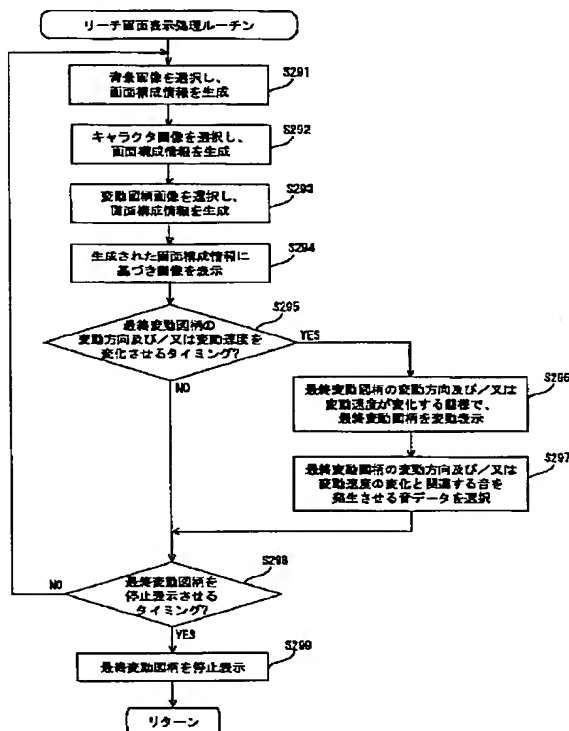 リーチ画面表示処理ルーチン
S291
背景画像を選択し、
画面構成情報を生成
S292
キャラクタ画像を選択し、
画面構成情報を生成
S293
変動図柄画像を選択し、
画面構成情報を生成
S294
生成された画面構成情報に
基づき画像を表示
S295
最終変動図柄の
変動方向及び/又は変動速度を
変化させるタイミング?
YES
NO
S296
最終変動図柄の変動方向及び/又は
変動速度が変化する態様で、
最終変動図柄を変動表示
S297
最終変動図柄の変動方向及び/又は
変動速度の変化と関連する音を
発生させる音データを選択
S298
最終変動図柄を
停止表示させる
タイミング?
NO
YES
S299
最終変動図柄を停止表示
リターン